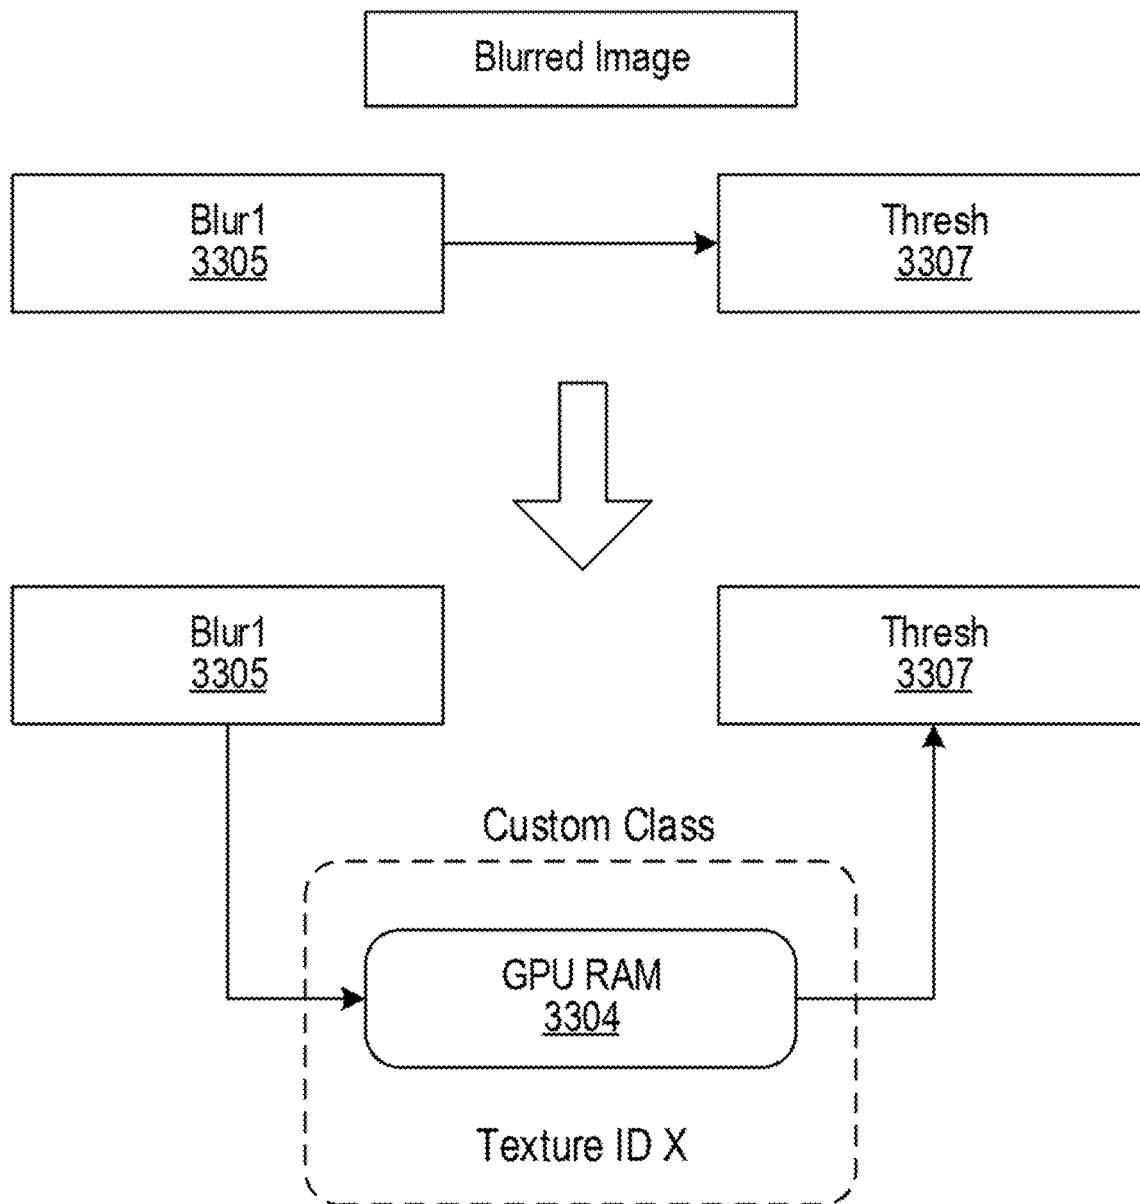 Blurred Image
Blur1
3305
Thresh
3307
Blur1
3305
Thresh
3307
Custom Class
GPU RAM
3304
Texture ID X